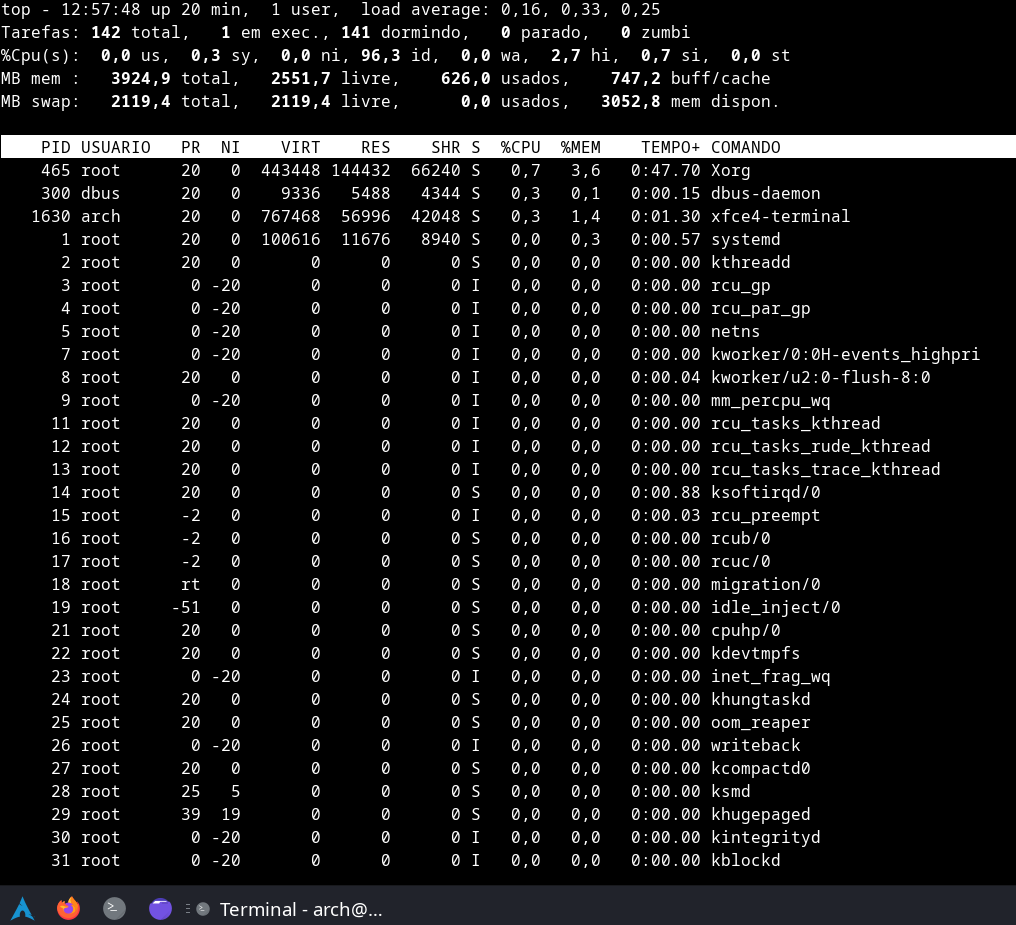 top - 12:57:48 up 20 min,  1 user,  load average: 0,16, 0,33, 0,25
Tarefas: 142 total,   1 em exec., 141 dormindo,   0 parado,   0 zumbi
%Cpu(s):  0,0 us,  0,3 sy,  0,0 ni, 96,3 id,  0,0 wa,  2,7 hi,  0,7 si,  0,0 st
MB mem :   3924,9 total,   2551,7 livre,    626,0 usados,    747,2 buff/cache
MB swap:   2119,4 total,   2119,4 livre,      0,0 usados,   3052,8 mem dispon.
PID USUARIO   PR  NI    VIRT    RES    SHR S  %CPU  %MEM    TEMPO+ COMANDO
465 root      20   0  443448 144432  66240 S   0,7   3,6   0:47.70 Xorg
300 dbus      20   0    9336   5488   4344 S   0,3   0,1   0:00.15 dbus-daemon
1630 arch      20   0  767468  56996  42048 S   0,3   1,4   0:01.30 xfce4-terminal
1 root      20   0  100616  11676   8940 S   0,0   0,3   0:00.57 systemd
2 root      20   0       0      0      0 S   0,0   0,0   0:00.00 kthreadd
3 root       0 -20       0      0      0 I   0,0   0,0   0:00.00 rcu_gp
4 root       0 -20       0      0      0 I   0,0   0,0   0:00.00 rcu_par_gp
5 root       0 -20       0      0      0 I   0,0   0,0   0:00.00 netns
7 root       0 -20       0      0      0 I   0,0   0,0   0:00.00 kworker/0:0H-events_highpri
8 root      20   0       0      0      0 I   0,0   0,0   0:00.04 kworker/u2:0-flush-8:0
9 root       0 -20       0      0      0 I   0,0   0,0   0:00.00 mm_percpu_wq
11 root      20   0       0      0      0 I   0,0   0,0   0:00.00 rcu_tasks_kthread
12 root      20   0       0      0      0 I   0,0   0,0   0:00.00 rcu_tasks_rude_kthread
13 root      20   0       0      0      0 I   0,0   0,0   0:00.00 rcu_tasks_trace_kthread
14 root      20   0       0      0      0 S   0,0   0,0   0:00.88 ksoftirqd/0
15 root      -2   0       0      0      0 I   0,0   0,0   0:00.03 rcu_preempt
16 root      -2   0       0      0      0 S   0,0   0,0   0:00.00 rcub/0
17 root      -2   0       0      0      0 S   0,0   0,0   0:00.00 rcuc/0
18 root      rt   0       0      0      0 S   0,0   0,0   0:00.00 migration/0
19 root     -51   0       0      0      0 S   0,0   0,0   0:00.00 idle_inject/0
21 root      20   0       0      0      0 S   0,0   0,0   0:00.00 cpuhp/0
22 root      20   0       0      0      0 S   0,0   0,0   0:00.00 kdevtmpfs
23 root       0 -20       0      0      0 I   0,0   0,0   0:00.00 inet_frag_wq
24 root      20   0       0      0      0 S   0,0   0,0   0:00.00 khungtaskd
25 root      20   0       0      0      0 S   0,0   0,0   0:00.00 oom_reaper
26 root       0 -20       0      0      0 I   0,0   0,0   0:00.00 writeback
27 root      20   0       0      0      0 S   0,0   0,0   0:00.00 kcompactd0
28 root      25   5       0      0      0 S   0,0   0,0   0:00.00 ksmd
29 root      39  19       0      0      0 S   0,0   0,0   0:00.00 khugepaged
30 root       0 -20       0      0      0 I   0,0   0,0   0:00.00 kintegrityd
31 root       0 -20       0      0      0 I   0,0   0,0   0:00.00 kblockd
Terminal - arch@...